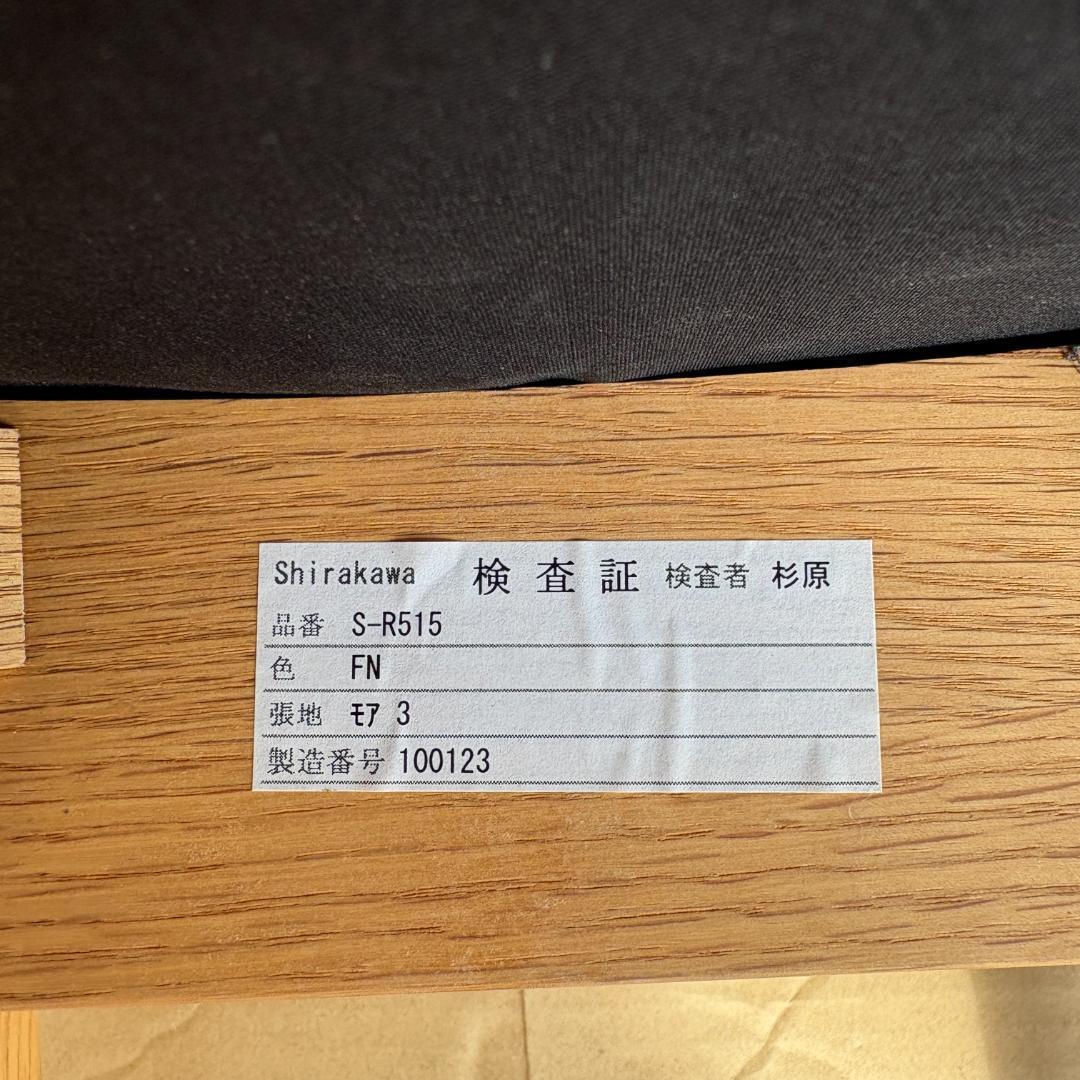 Shirakawa 検査証 検査者 杉原
品番 S-R515
色 FN
張地 ﾓｱ 3
製造番号 100123